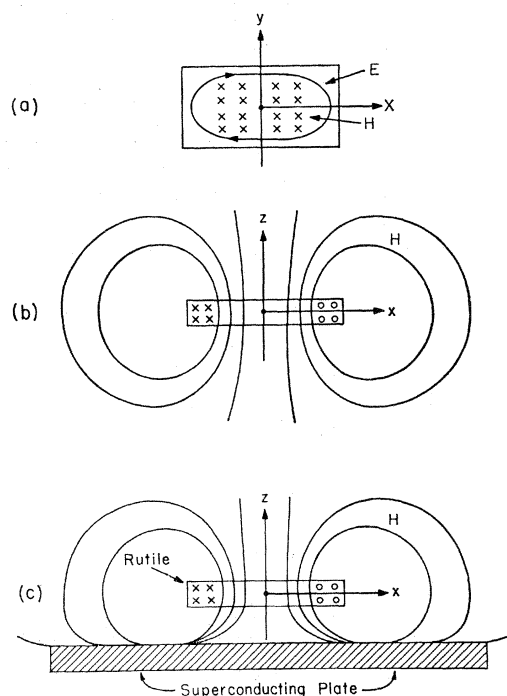 y
(a)
E
X
H
z
H
(b)
x
z
H
Rutile
(c)
x
Superconducting Plate